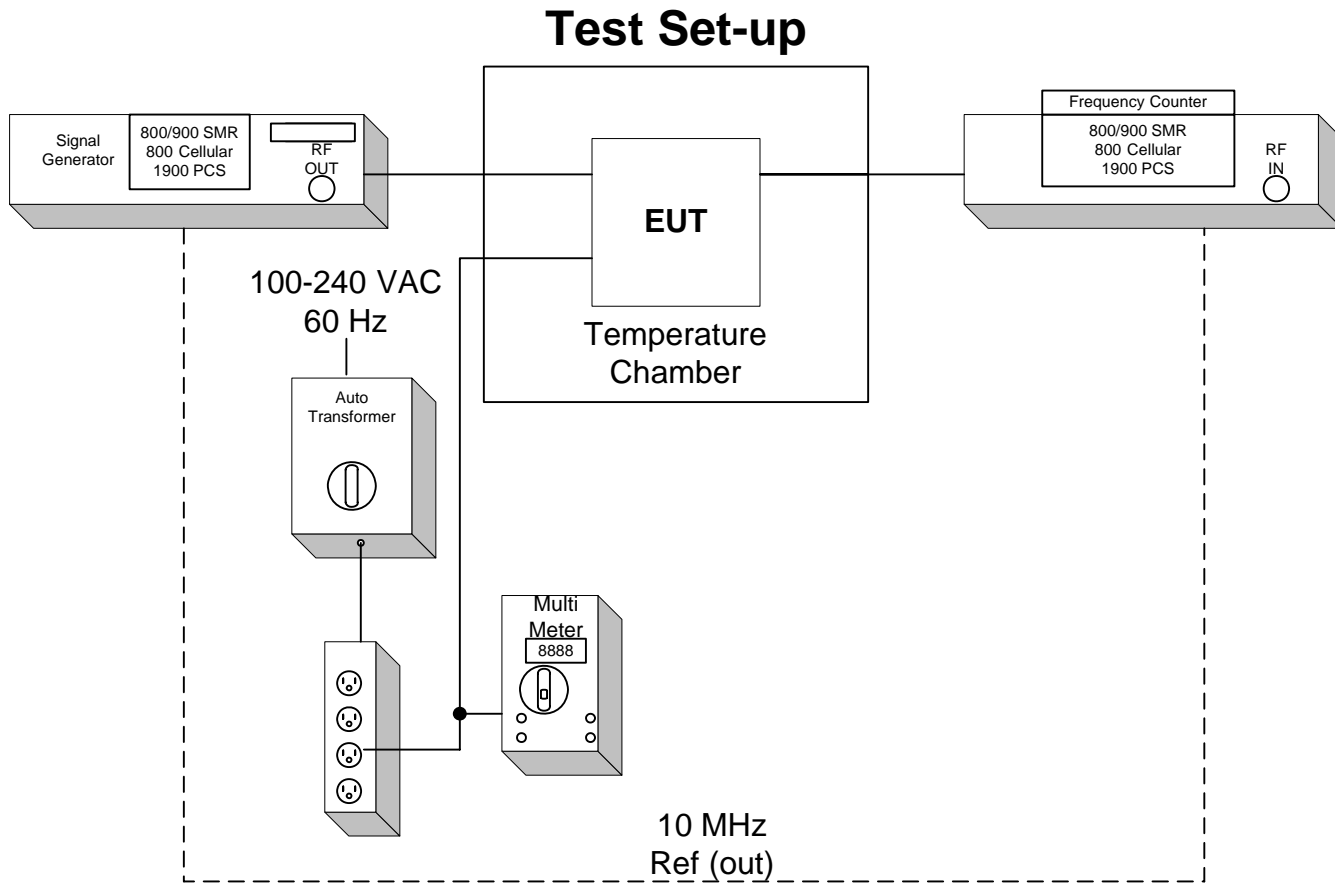 Test Set-up
Signal
Generator
800/900 SMR
800 Cellular
1900 PCS
RF
OUT
EUT
Temperature
Chamber
Frequency Counter
800/900 SMR
800 Cellular
1900 PCS
RF
IN
100-240 VAC
60 Hz
Auto
Transformer
Multi
Meter
8888
10 MHz
Ref (out)